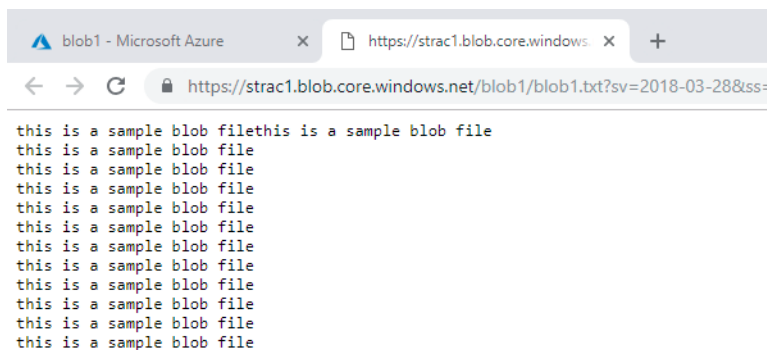 blob1 - Microsoft Azure
https://strac1.blob.core.windows.
https://strac1.blob.core.windows.net/blob1/blob1.txt?sv=2018-03-28&ss=
this is a sample blob filethis is a sample blob file
this is a sample blob file
this is a sample blob file
this is a sample blob file
this is a sample blob file
this is a sample blob file
this is a sample blob file
this is a sample blob file
this is a sample blob file
this is a sample blob file
this is a sample blob file
this is a sample blob file